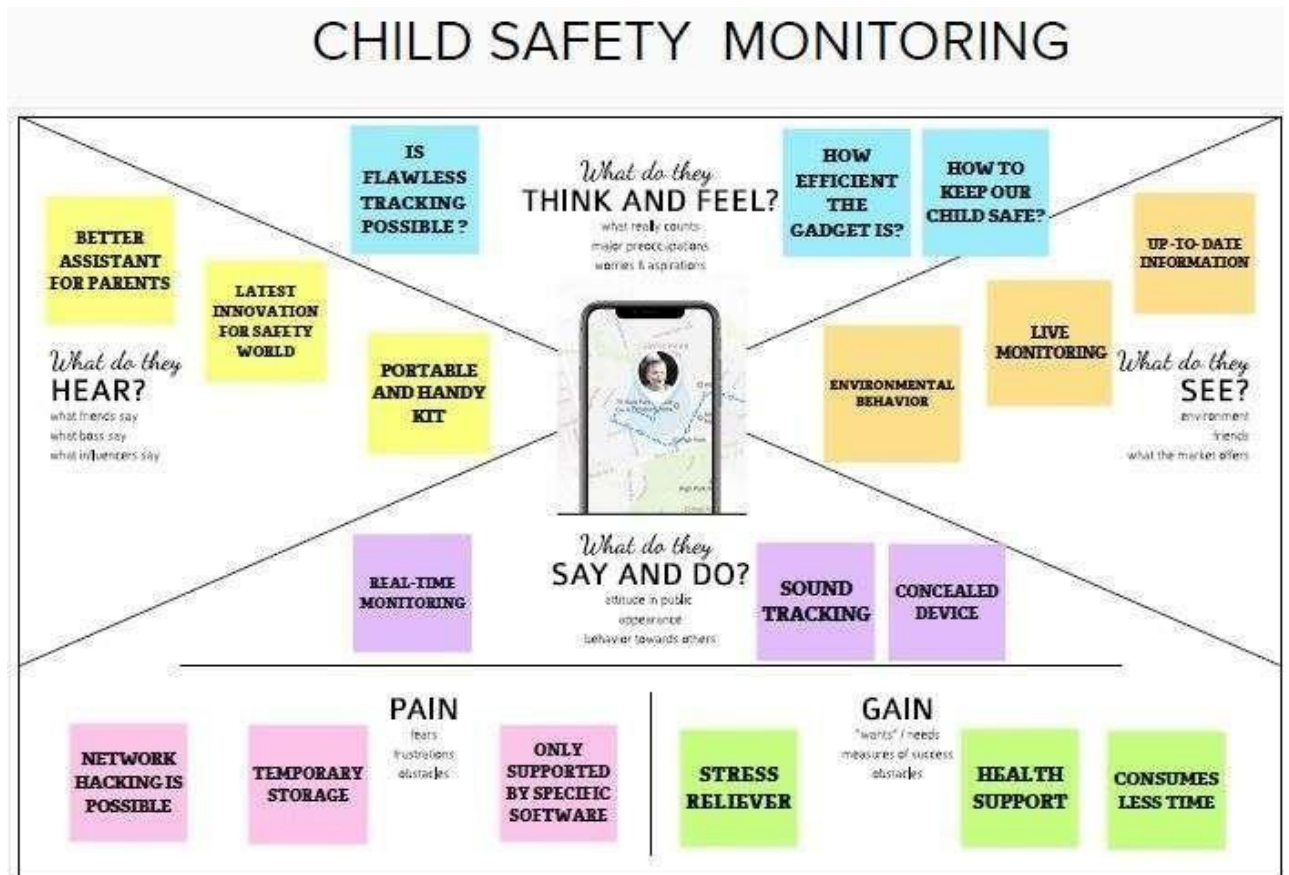 CHILD SAFETY MONITORING
IS
FLAWLESS
TRACKING
POSSIBLE ?
What do they
THINK AND FEEL?
what really counts
major preoccupations
worries & aspirations
HOW
EFFICIENT
THE
GADGET IS?
HOW TO
KEEP OUR
CHILD SAFE?
BETTER
ASSISTANT
FOR PARENTS
LATEST
INNOVATION
FOR SAFETY
WORLD
PORTABLE
AND HANDY
KIT
What do they
HEAR?
what friends say
what boss say
what influencers say
UP-TO-DATE
INFORMATION
LIVE
MONITORING
ENVIRONMENTAL
BEHAVIOR
What do they
SEE?
environment
friends
what the market offers
REAL-TIME
MONITORING
What do they
SAY AND DO?
attitude in public
appearance
behavior towards others
SOUND
TRACKING
CONCEALED
DEVICE
PAIN
fears
frustrations
obstacles
NETWORK
HACKING IS
POSSIBLE
TEMPORARY
STORAGE
ONLY
SUPPORTED
BY SPECIFIC
SOFTWARE
GAIN
"wants" / needs
measures of success
obstacles
STRESS
RELIEVER
HEALTH
SUPPORT
CONSUMES
LESS TIME